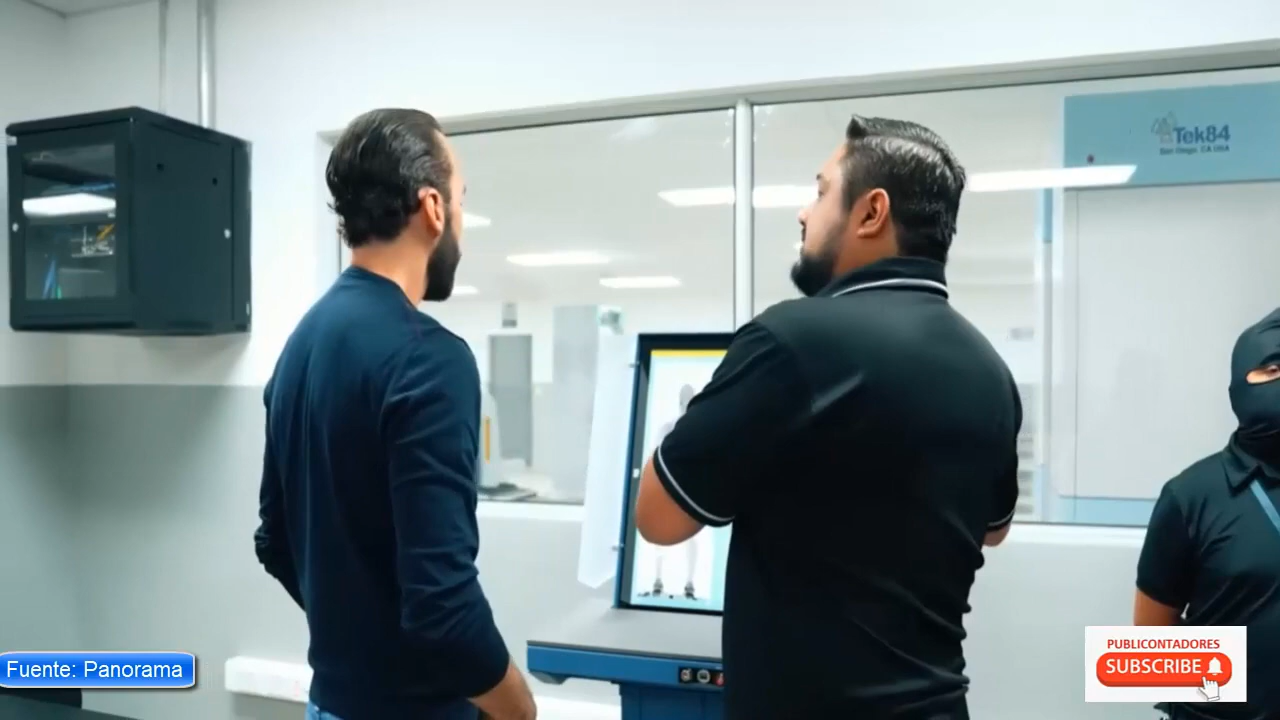 Tek84
San Diego, CA USA
Fuente: Panorama
PUBLICONTADORES
SUBSCRIBE